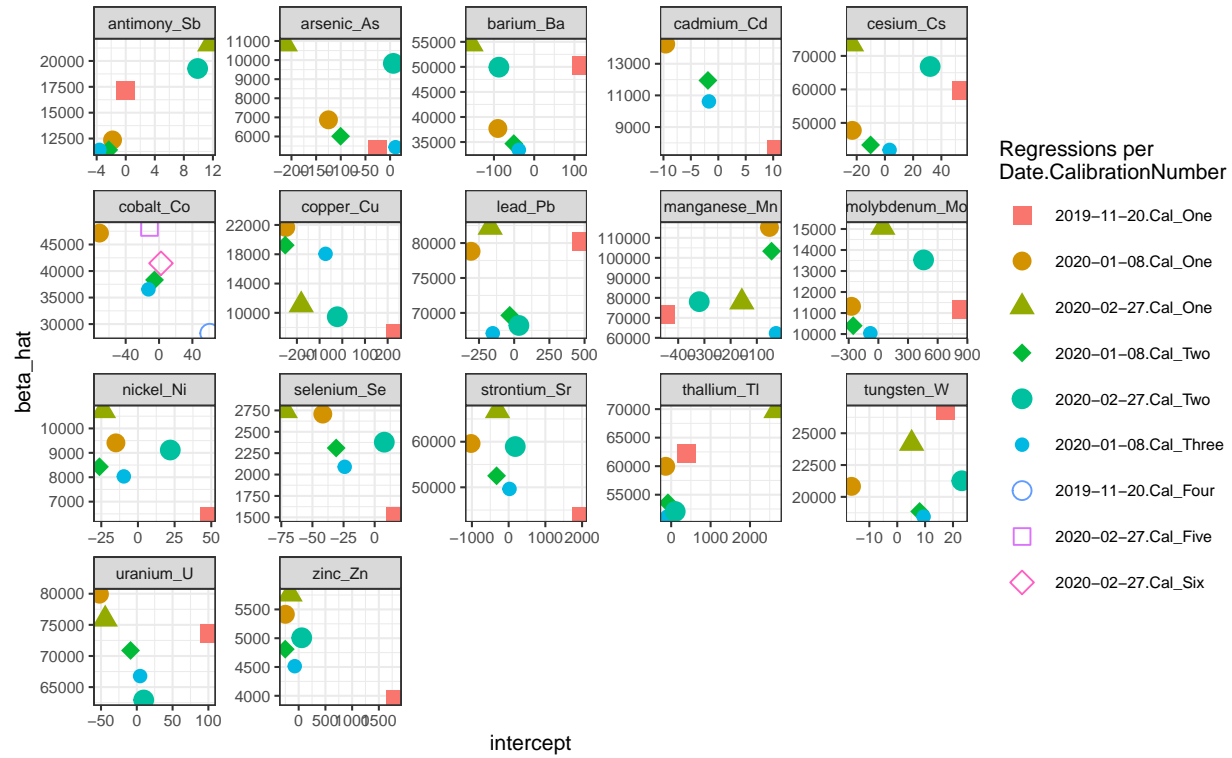 antimony_Sb
20000
17500
15000
12500
−4 0 4 8 12
arsenic_As
11000
10000
9000
8000
7000
6000
−200 −150 −100 −50 0
barium_Ba
55000
50000
45000
40000
35000
−100 0 100
cadmium_Cd
13000
11000
9000
−10 −5 0 5 10
cesium_Cs
70000
60000
50000
−20 0 20 40
cobalt_Co
45000
40000
35000
30000
−40 0 40
copper_Cu
22000
18000
14000
10000
−200 −100 0 100 200
lead_Pb
80000
75000
70000
−250 0 250 500
manganese_Mn
110000
100000
90000
80000
70000
60000
−400 −300 −200 −100
molybdenum_Mo
15000
14000
13000
12000
11000
10000
−300 0 300 600 900
nickel_Ni
10000
9000
8000
7000
−25 0 25 50
selenium_Se
2750
2500
2250
2000
1750
1500
−75 −50 −25 0
strontium_Sr
60000
50000
−1000 0 1000 2000
thallium_Tl
70000
65000
60000
55000
0 1000 2000
tungsten_W
25000
22500
20000
−10 0 10 20
uranium_U
80000
75000
70000
65000
−50 0 50 100
zinc_Zn
5500
5000
4500
4000
0 500 1000 1500
beta_hat
intercept
Regressions per
Date.CalibrationNumber
2019−11−20.Cal_One
2020−01−08.Cal_One
2020−02−27.Cal_One
2020−01−08.Cal_Two
2020−02−27.Cal_Two
2020−01−08.Cal_Three
2019−11−20.Cal_Four
2020−02−27.Cal_Five
2020−02−27.Cal_Six